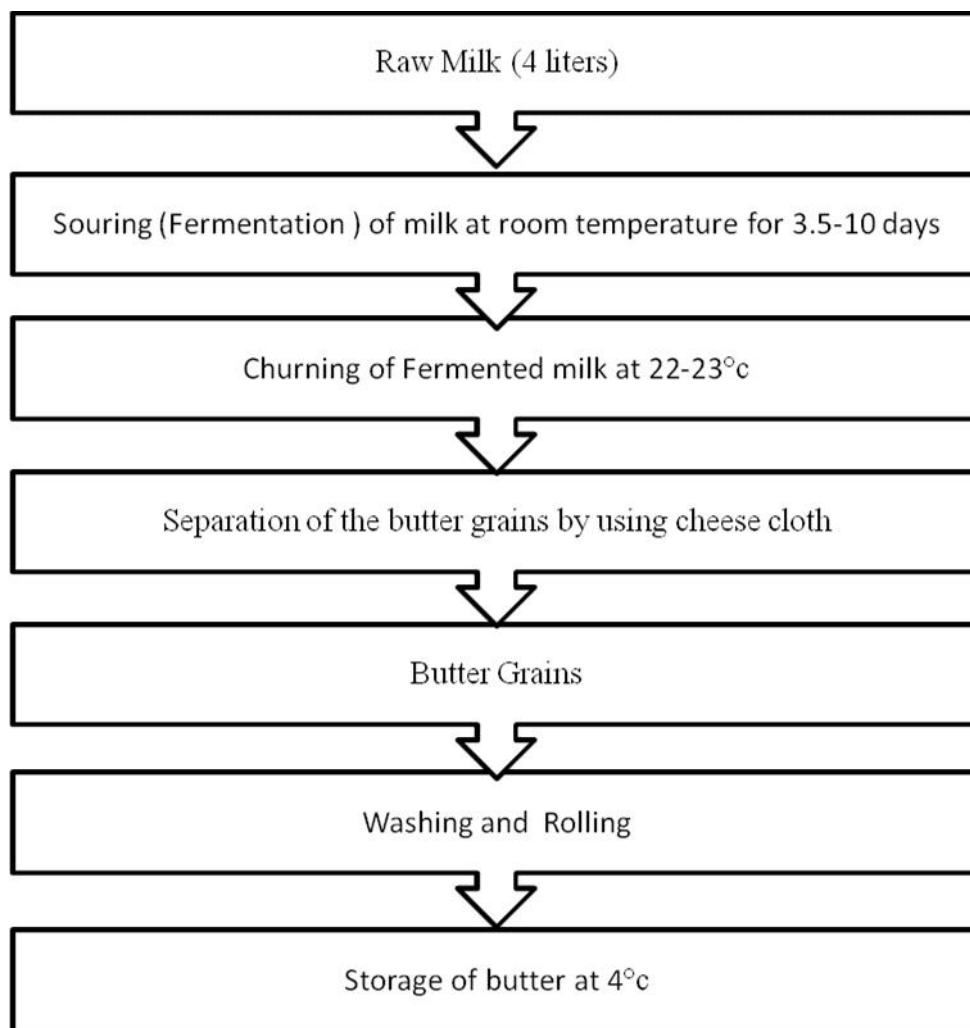 Raw Milk (4 liters)
Souring (Fermentation ) of milk at room temperature for 3.5-10 days
Churning of Fermented milk at 22-23°c
Separation of the butter grains by using cheese cloth
Butter Grains
Washing and  Rolling
Storage of butter at 4°c